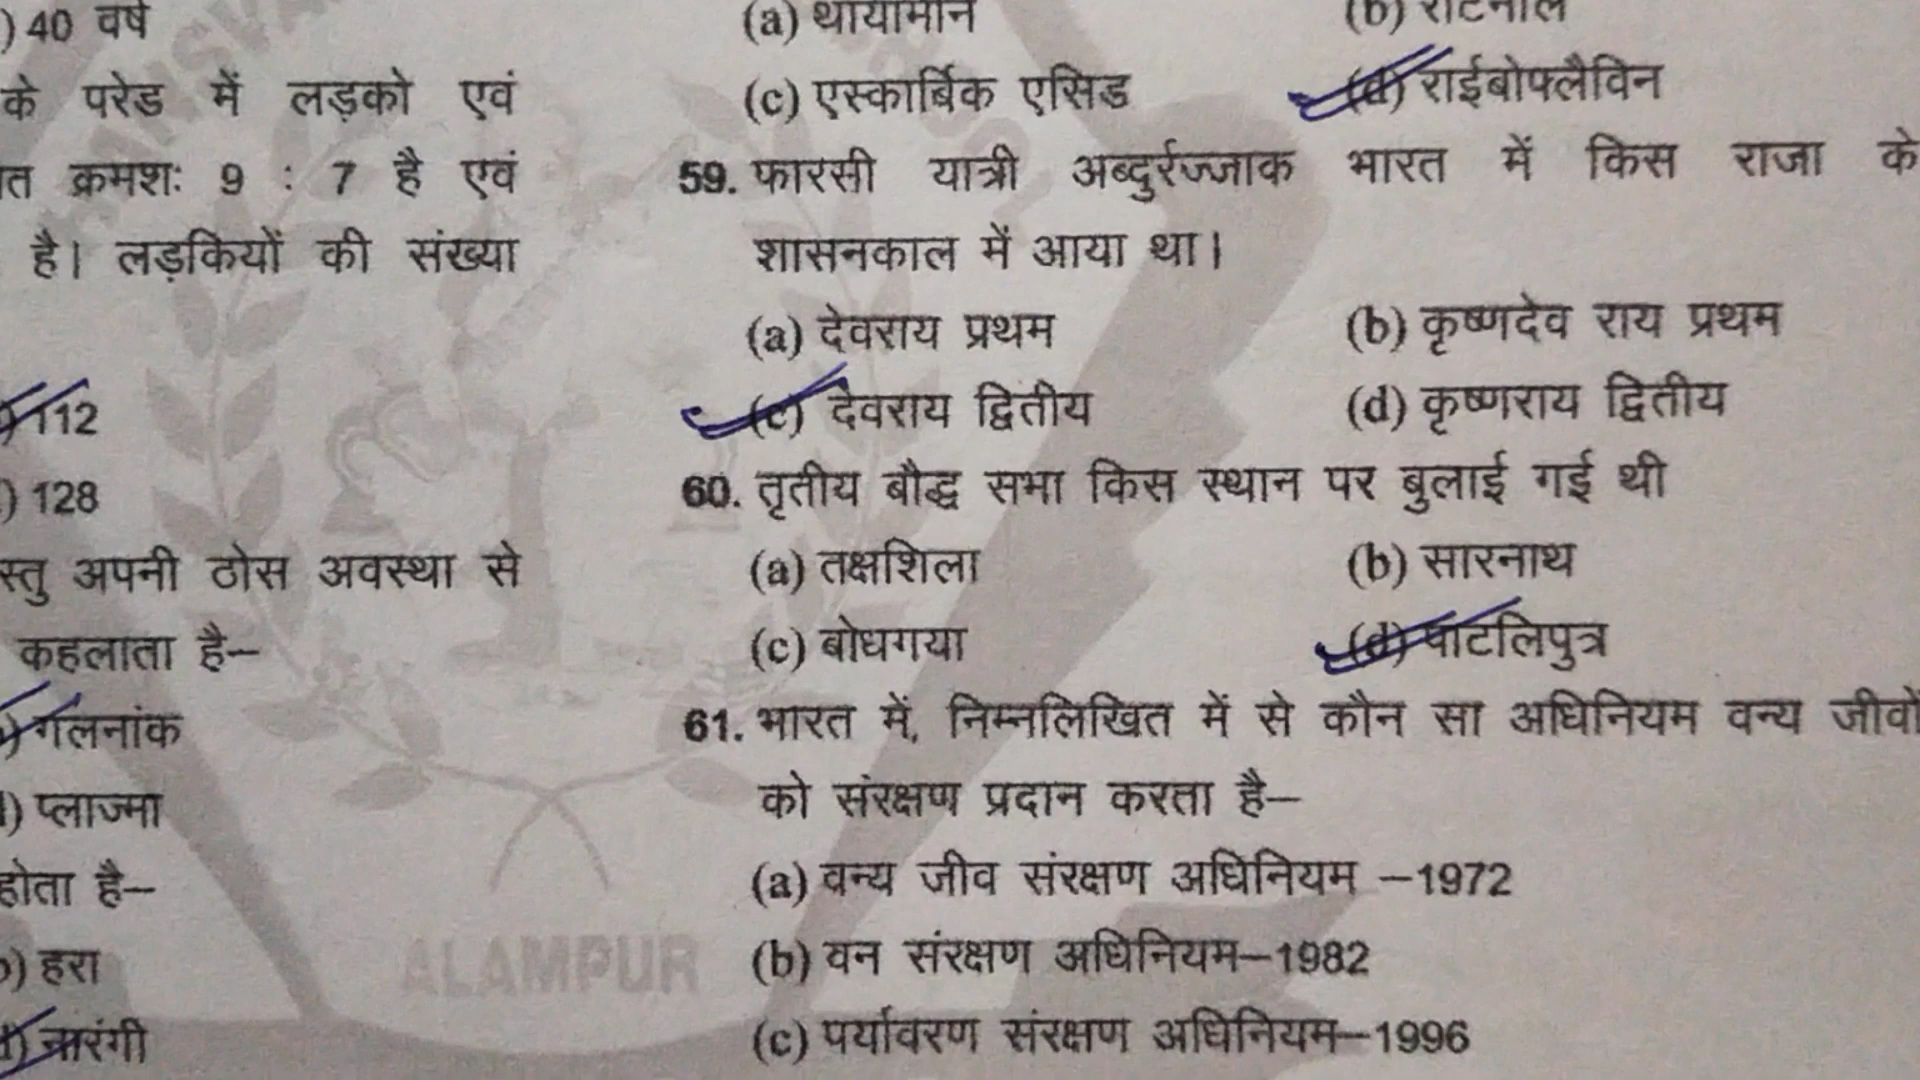 ) 40 वर्ष
के परेड में लड़को एवं
क्रमशः 9 : 7 है एवं
है। लड़कियों की संख्या
112
) 128
अपनी ठोस अवस्था से
कहलाता है–
गलनांक
) प्लाज्मा
होता है–
) हरा
नारंगी
(a) थायामीन
(b) राटनाल
(c) एस्कार्बिक एसिड
(d) राईबोफ्लैविन
59. फारसी यात्री अब्दुर्रज्जाक भारत में किस राजा के
शासनकाल में आया था।
(a) देवराय प्रथम
(b) कृष्णदेव राय प्रथम
(c) देवराय द्वितीय
(d) कृष्णराय द्वितीय
60. तृतीय बौद्ध सभा किस स्थान पर बुलाई गई थी
(a) तक्षशिला
(b) सारनाथ
(c) बोधगया
(d) पाटलिपुत्र
61. भारत में, निम्नलिखित में से कौन सा अधिनियम वन्य जीवों
को संरक्षण प्रदान करता है–
(a) वन्य जीव संरक्षण अधिनियम –1972
(b) वन संरक्षण अधिनियम–1982
(c) पर्यावरण संरक्षण अधिनियम–1996
ALAMPUR